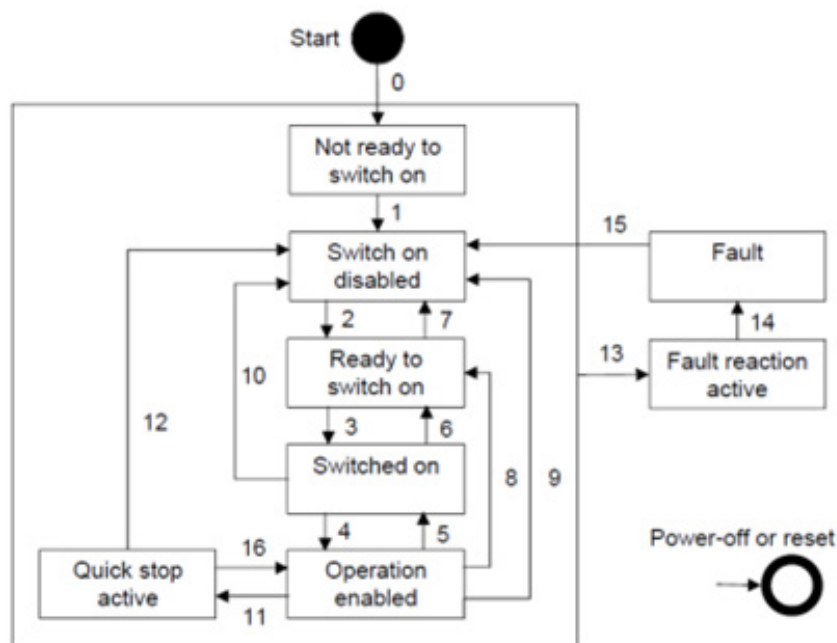 Start
0
Not ready to
switch on
1
15
Switch on
disabled
Fault
2
7
14
10
Ready to
switch on
13
Fault reaction
active
12
3
6
Switched on
8
9
4
5
Power-off or reset
16
Quick stop
active
Operation
enabled
11